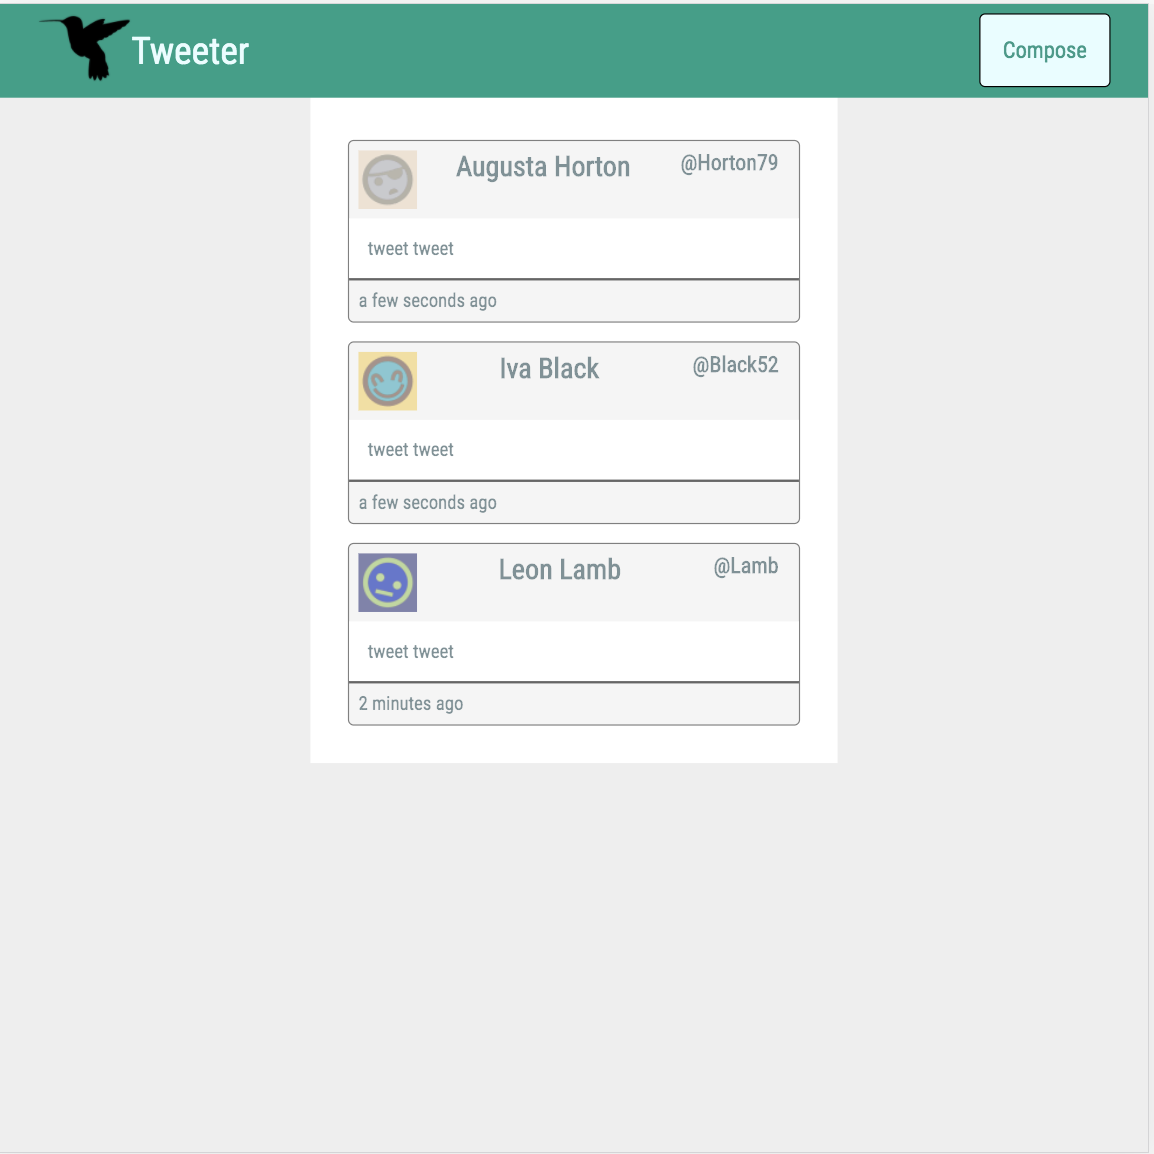 Tweeter
Compose
Augusta Horton
@Horton79
tweet tweet
a few seconds ago
Iva Black
@Black52
tweet tweet
a few seconds ago
Leon Lamb
@Lamb
tweet tweet
2 minutes ago